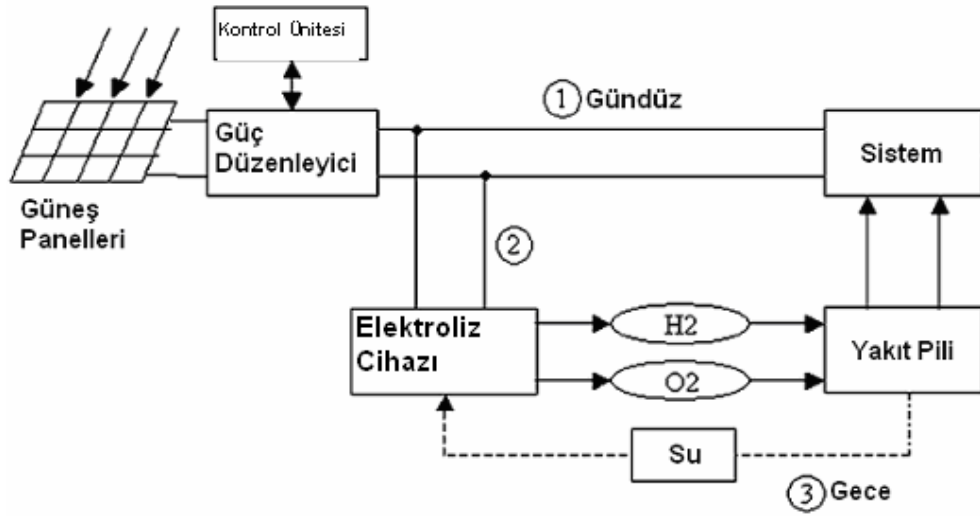 Kontrol Ünitesi
1 Gündüz
Güç
Düzenleyici
Sistem
Güneş
Panelleri
2
Elektroliz
Cihazı
H2
O2
Yakıt Pili
Su
3 Gece